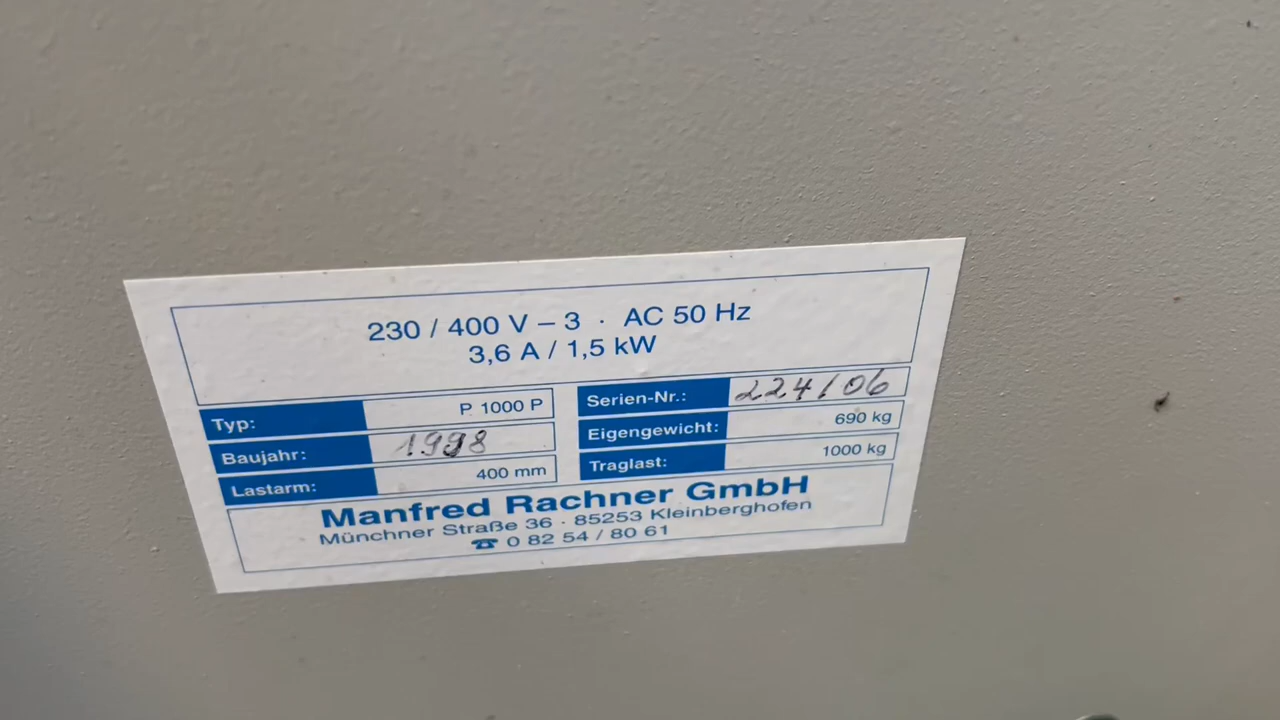 230 / 400 V – 3 · AC 50 Hz
3,6 A / 1,5 kW
Typ: P 1000 P
Baujahr: 1998
Lastarm: 400 mm
Serien-Nr.: 224/06
Eigengewicht: 690 kg
Traglast: 1000 kg
Manfred Rachner GmbH
Münchner Straße 36 · 85253 Kleinberghofen
☎ 0 82 54 / 80 61